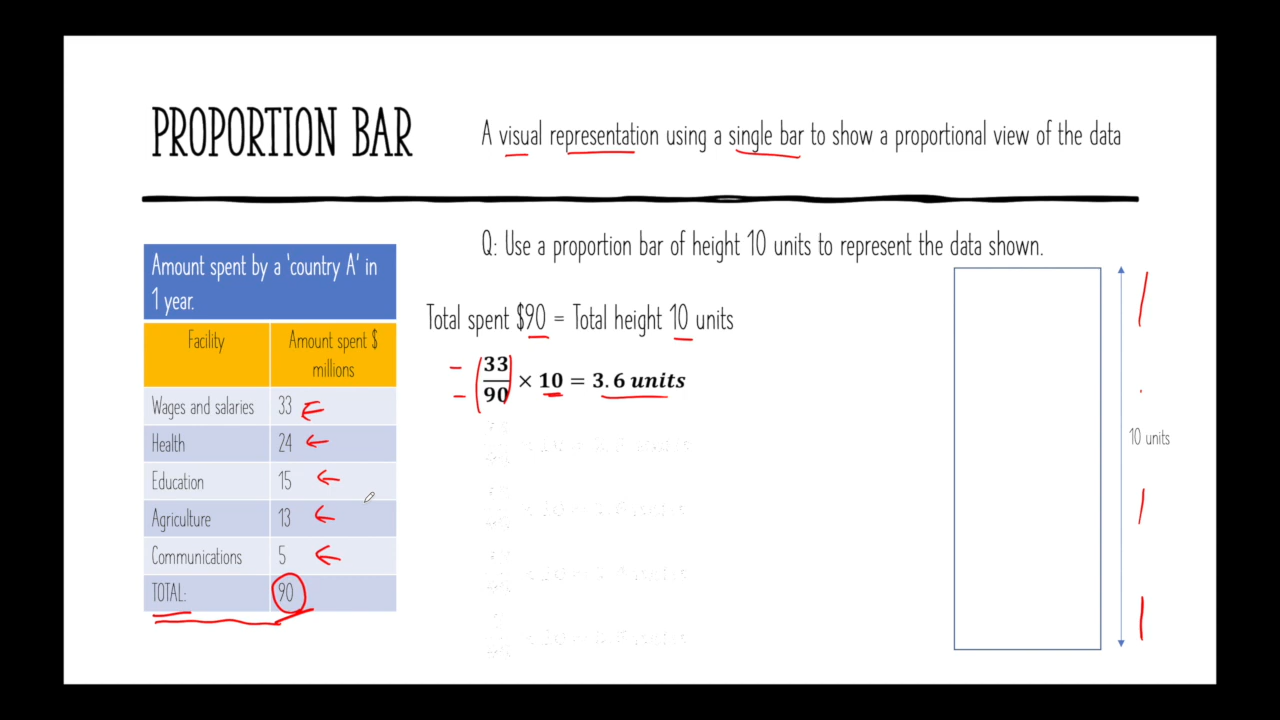 PROPORTION BAR
A visual representation using a single bar to show a proportional view of the data
Q: Use a proportion bar of height 10 units to represent the data shown.
Amount spent by a 'country A' in
1 year.
Facility
Amount spent $
millions
Wages and salaries 33
Health 24
Education 15
Agriculture 13
Communications 5
TOTAL: 90
Total spent $90 = Total height 10 units
33
90
× 10 = 3.6 units
10 units